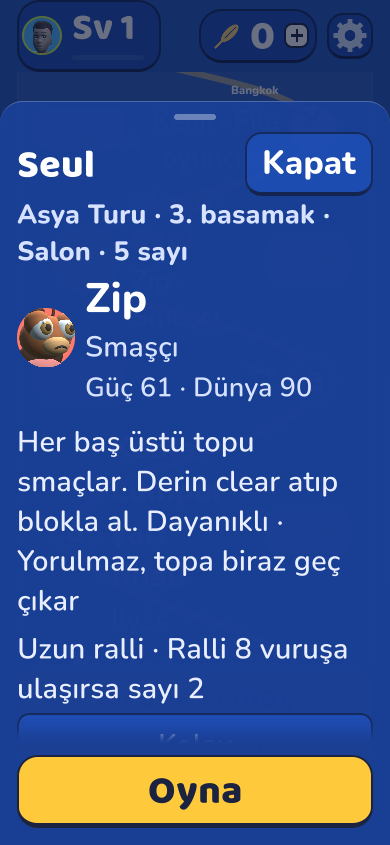 Sv 1
0
Bangkok
Seul
Kapat
Asya Turu · 3. basamak ·
Salon · 5 sayı
Zip
Smaşçı
Güç 61 · Dünya 90
Her baş üstü topu
smaçlar. Derin clear atıp
blokla al. Dayanıklı ·
Yorulmaz, topa biraz geç
çıkar
Uzun ralli · Ralli 8 vuruşa
ulaşırsa sayı 2
Oyna